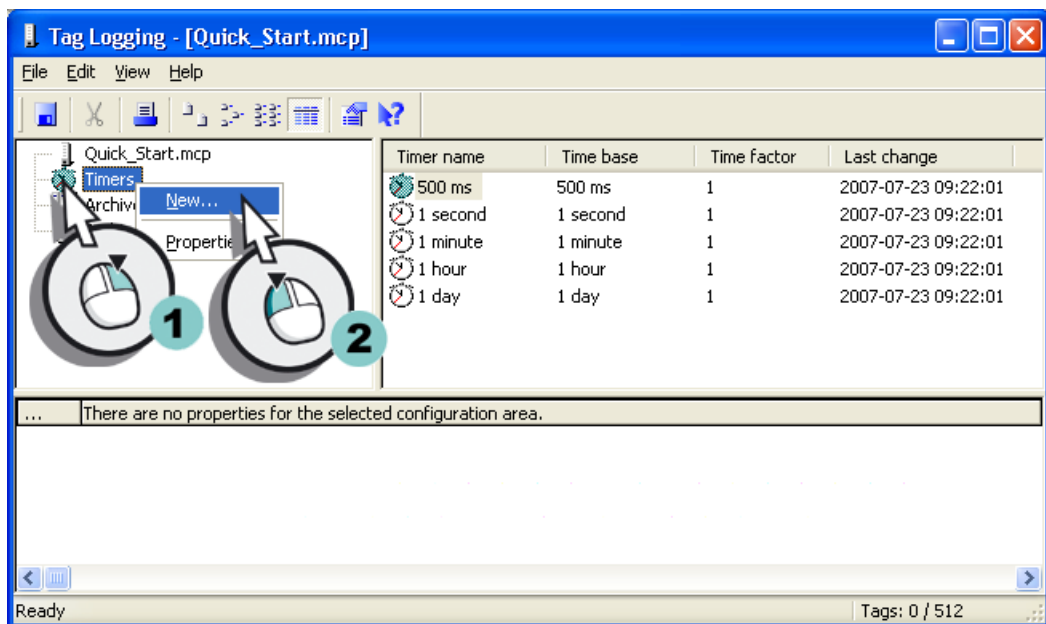 Tag Logging - [Quick_Start.mcp]
File Edit View Help
Quick_Start.mcp
Timers
New...
Archiv
Propertie
1
2
Timer name Time base Time factor Last change
500 ms 500 ms 1 2007-07-23 09:22:01
1 second 1 second 1 2007-07-23 09:22:01
1 minute 1 minute 1 2007-07-23 09:22:01
1 hour 1 hour 1 2007-07-23 09:22:01
1 day 1 day 1 2007-07-23 09:22:01
... There are no properties for the selected configuration area.
Ready Tags: 0 / 512